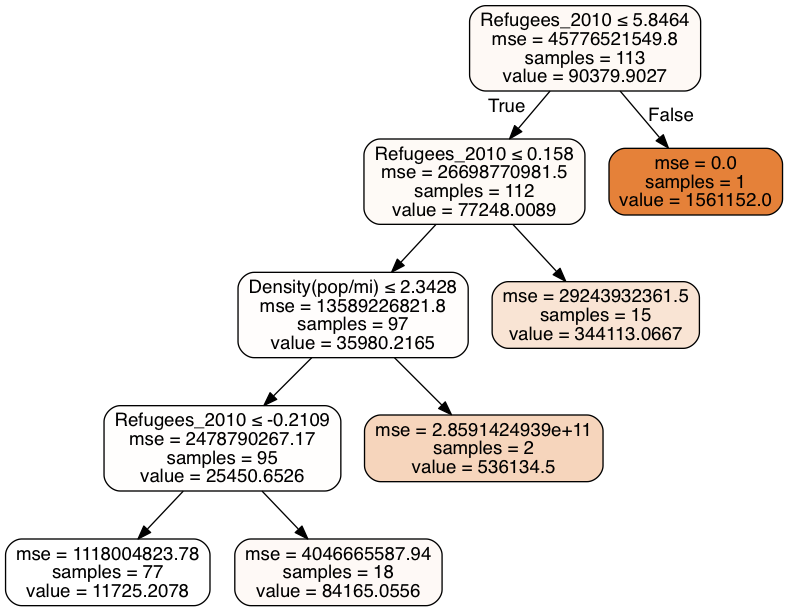 Refugees_2010 ≤ 5.8464
mse = 45776521549.8
samples = 113
value = 90379.9027
True
False
Refugees_2010 ≤ 0.158
mse = 26698770981.5
samples = 112
value = 77248.0089
mse = 0.0
samples = 1
value = 1561152.0
Density(pop/mi) ≤ 2.3428
mse = 13589226821.8
samples = 97
value = 35980.2165
mse = 29243932361.5
samples = 15
value = 344113.0667
Refugees_2010 ≤ -0.2109
mse = 2478790267.17
samples = 95
value = 25450.6526
mse = 2.8591424939e+11
samples = 2
value = 536134.5
mse = 1118004823.78
samples = 77
value = 11725.2078
mse = 4046665587.94
samples = 18
value = 84165.0556